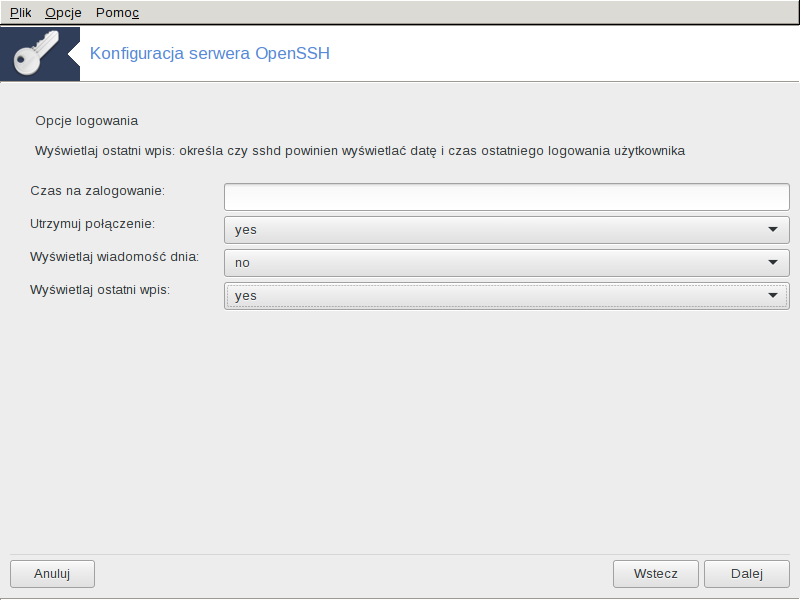 Plik Opcje Pomoc
Konfiguracja serwera OpenSSH
Opcje logowania
Wyświetlaj ostatni wpis: określa czy sshd powinien wyświetlać datę i czas ostatniego logowania użytkownika
Czas na zalogowanie:
Utrzymuj połączenie: yes
Wyświetlaj wiadomość dnia: no
Wyświetlaj ostatni wpis: yes
Anuluj Wstecz Dalej